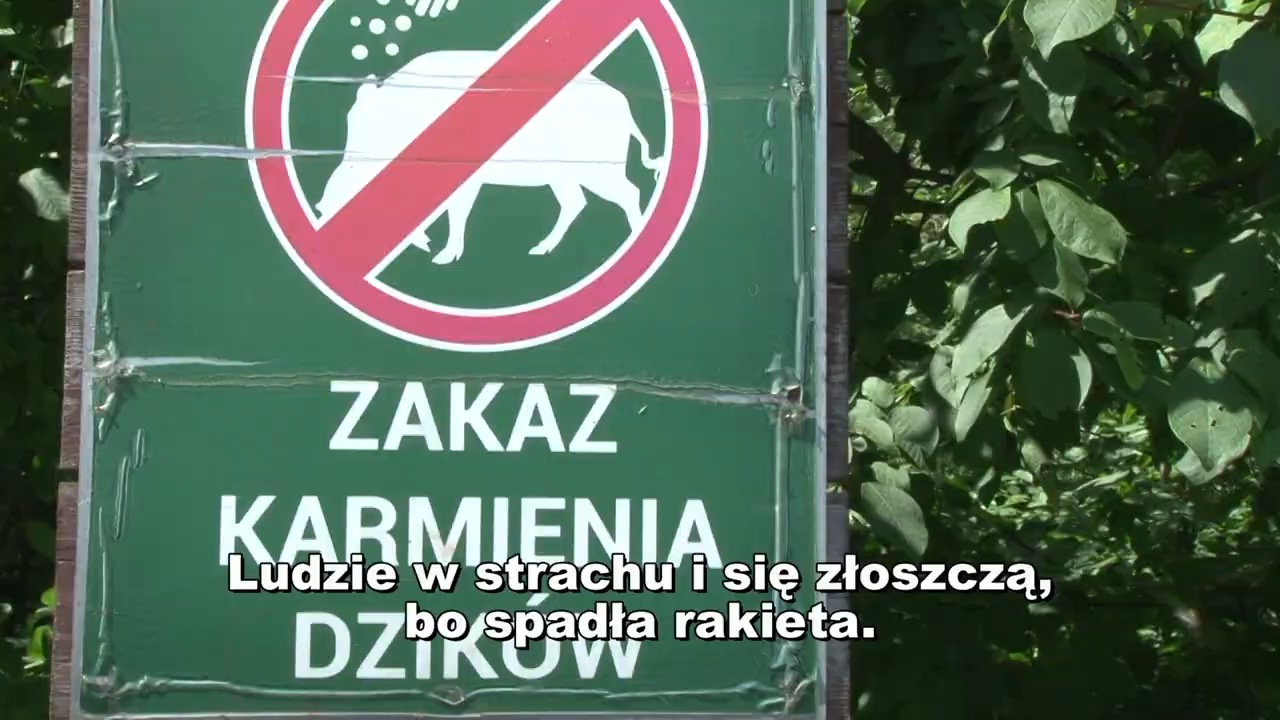 ZAKAZ
KARMIENIA
DZIKÓW
Ludzie w strachu i się złoszczą,
bo spadła rakieta.